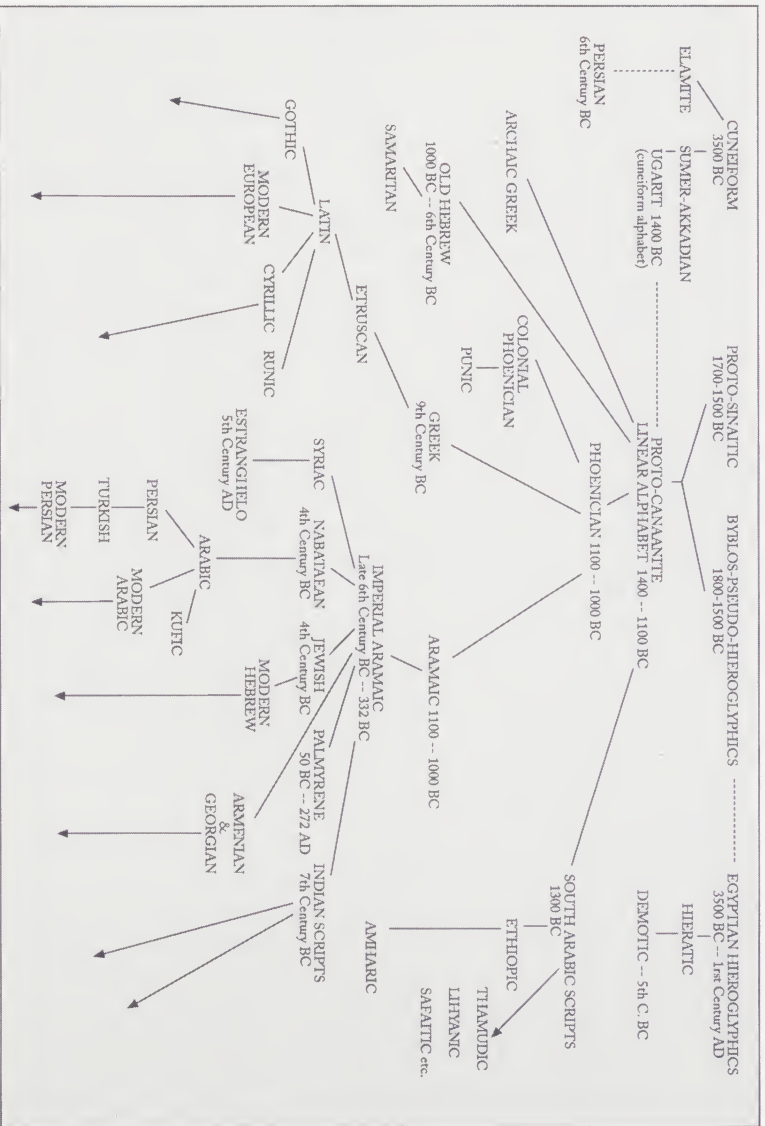 CUNEIFORM
3500 BC
ELAMITE
PERSIAN
6th Century BC
SUMER-AKKADIAN
UGARIT 1400 BC
(cuneiform alphabet)
PROTO-SINAITIC
1700-1500 BC
BYBLOS-PSEUDO-HIEROGLYPHICS
1800-1500 BC
EGYPTIAN HIEROGLYPHICS
3500 BC -- 1rst Century AD
HIERATIC
DEMOTIC -- 5th C. BC
PROTO-CANAANITE
LINEAR ALPHABET 1400 -- 1100 BC
ARCHAIC GREEK
OLD HEBREW
1000 BC -- 6th Century BC
SAMARITAN
PHOENICIAN 1100 -- 1000 BC
COLONIAL
PHOENICIAN
PUNIC
SOUTH ARABIC SCRIPTS
1300 BC
ETHIOPIC
AMHARIC
THAMUDIC
LIHYANIC
SAFAITIC etc.
GREEK
9th Century BC
ARAMAIC 1100 -- 1000 BC
ETRUSCAN
LATIN
GOTHIC
MODERN
EUROPEAN
CYRILLIC
RUNIC
IMPERIAL ARAMAIC
Late 6th Century BC -- 332 BC
SYRIAC
ESTRANGHELO
5th Century AD
NABATAEAN
4th Century BC
JEWISH
4th Century BC
PALMYRENE
50 BC -- 272 AD
INDIAN SCRIPTS
7th Century BC
ARABIC
PERSIAN
TURKISH
MODERN
PERSIAN
MODERN
ARABIC
KUFIC
MODERN
HEBREW
ARMENIAN
&
GEORGIAN